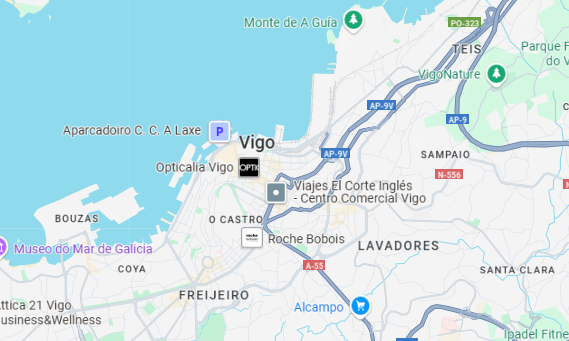 Monte de A Guía
PO-323
TEIS
Parque F
do V
VigoNature
AP-9V
AP-9
Aparcadoiro C. C. A Laxe
P
Vigo
AP-9V
SAMPAIO
Opticalia Vigo
OPTIC
N-556
Viajes El Corte Inglés
- Centro Comercial Vigo
BOUZAS
O CASTRO
Roche Bobois
LAVADORES
Museo do Mar de Galicia
COYA
A-55
SANTA CLARA
FREIJEIRO
ttica 21 Vigo
usiness&Wellness
Alcampo
Ipadel Fitne